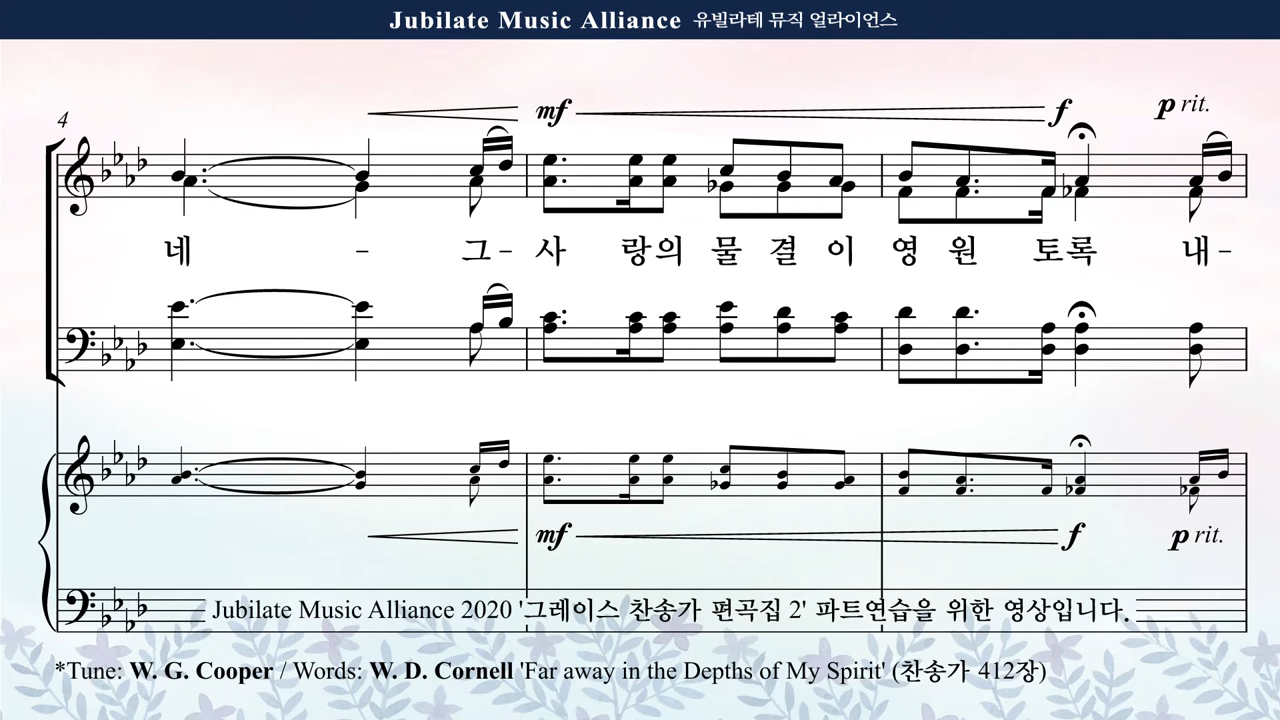 Jubilate Music Alliance 유빌라테 뮤직 얼라이언스
4
mf f p rit.
네 - 그- 사 랑의 물 결 이 영 원 토록 내-
mf f p rit.
Jubilate Music Alliance 2020 '그레이스 찬송가 편곡집 2' 파트연습을 위한 영상입니다.
*Tune: W. G. Cooper / Words: W. D. Cornell 'Far away in the Depths of My Spirit' (찬송가 412장)